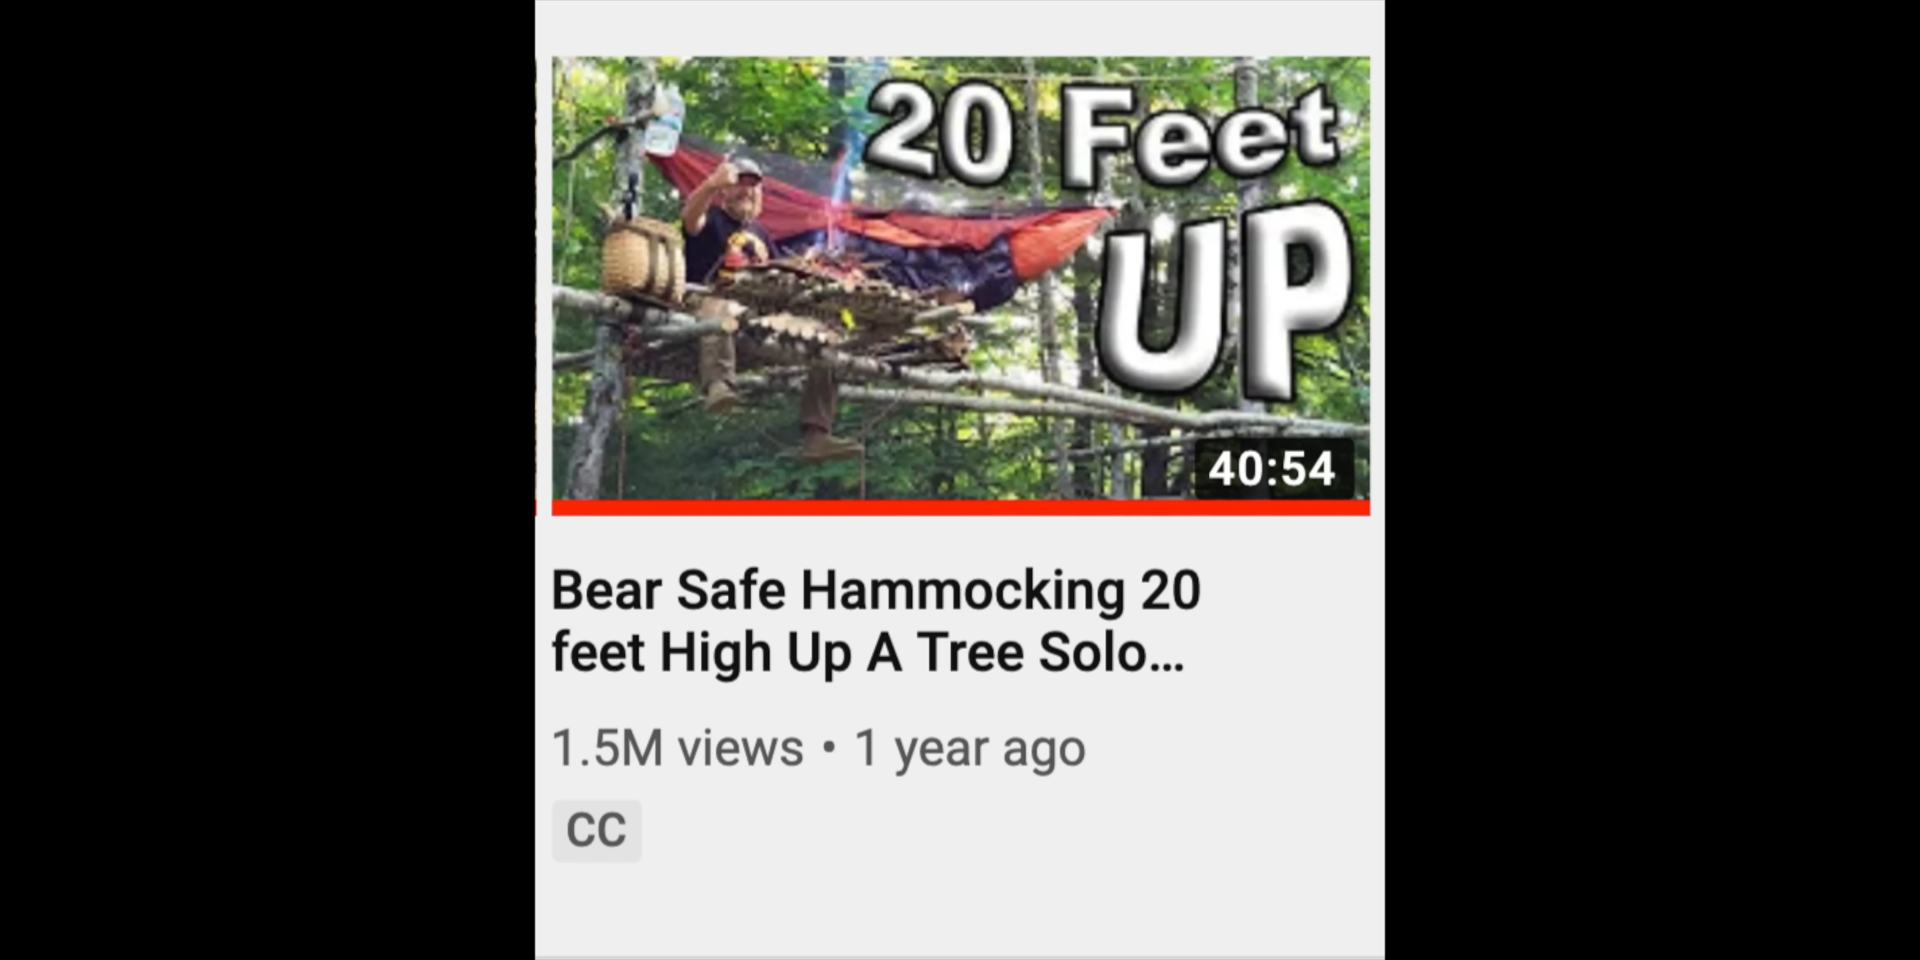 20 Feet
UP
40:54
Bear Safe Hammocking 20
feet High Up A Tree Solo...
1.5M views • 1 year ago
CC